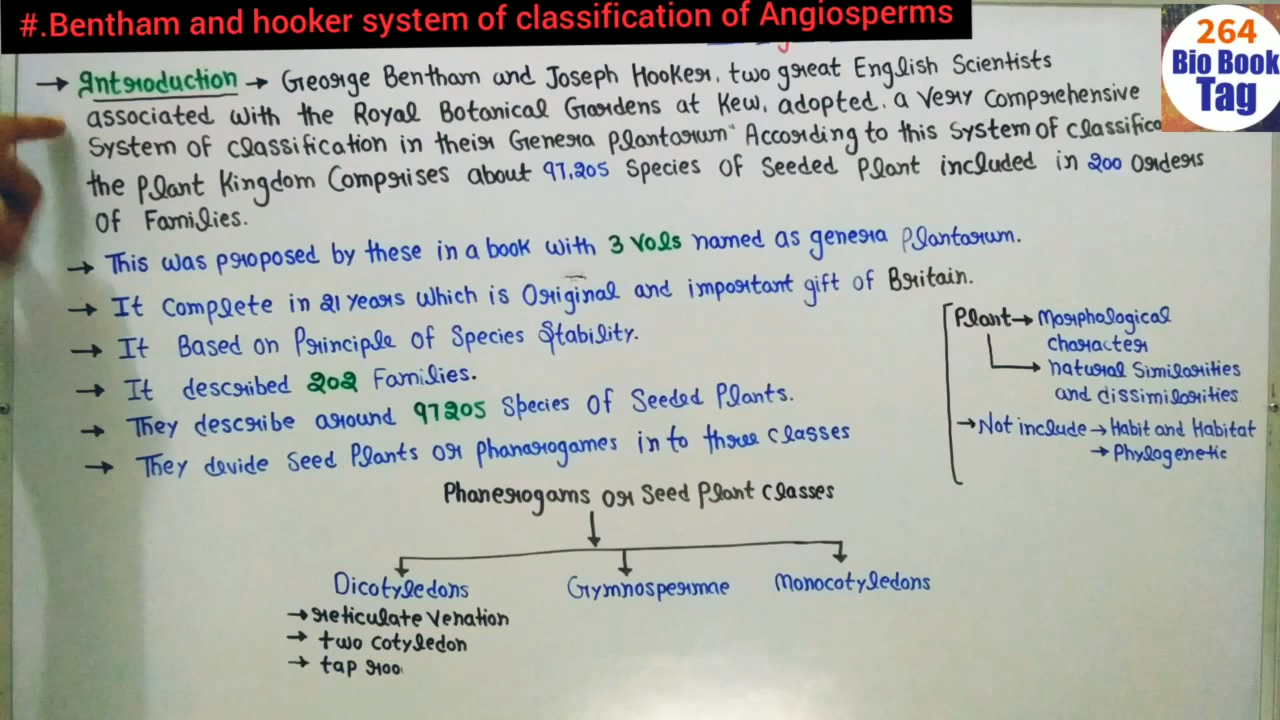 #.Bentham and hooker system of classification of Angiosperms
264
Bio Book
Tag
→ Introduction → George Bentham and Joseph Hooker, two great English Scientists
associated with the Royal Botanical Gardens at Kew, adopted. a very comprehensive
System of classification in their Genera plantarum" According to this System of classifica
the plant Kingdom Comprises about 97,205 Species of Seeded plant included in 200 orders
of Families.
→ This was proposed by these in a book with 3 Vols named as genera plantarum.
→ It Complete in 21 years which is Original and important gift of Britain.
→ It Based on Principle of Species Stability.
→ It described 202 Families.
→ They describe around 97205 Species of Seeded Plants.
→ They devide Seed Plants or phanarogames in to three classes
Plant → Morphological
character
→ natural Similarities
and dissimilarities
→ Not include → Habit and Habitat
→ Phylogenetic
Phanerogams or Seed Plant classes
Dicotyledons
Gymnospermae
Monocotyledons
→ reticulate venation
→ two cotyledon
→ tap roo